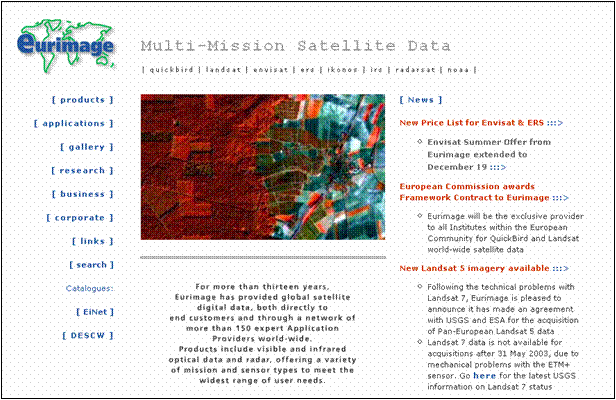 eurimage
Multi-Mission Satellite Data
| quickbird | landsat | envisat | ers | ikonos | irs | radarsat | noaa |
[ products ]
[ applications ]
[ gallery ]
[ research ]
[ business ]
[ corporate ]
[ links ]
[ search ]
Catalogues:
[ EiNet ]
[ DESCW ]
For more than thirteen years,
Eurimage has provided global satellite
digital data, both directly to
end customers and through a network of
more than 150 expert Application
Providers world-wide.
Products include visible and infrared
optical data and radar, offering a variety
of mission and sensor types to meet the
widest range of user needs.
[ News ]
New Price List for Envisat & ERS :::>
Envisat Summer Offer from
Eurimage extended to
December 19 :::>
European Commission awards
Framework Contract to Eurimage :::>
Eurimage will be the exclusive provider
to all Institutes within the European
Community for QuickBird and Landsat
world-wide satellite data
New Landsat 5 imagery available :::>
Following the technical problems with
Landsat 7, Eurimage is pleased to
announce it has made an agreement
with USGS and ESA for the acquisition
of Pan-European Landsat 5 data
Landsat 7 data is not available for
acquisitions after 31 May 2003, due to
mechanical problems with the ETM+
sensor. Go here for the latest USGS
information on Landsat 7 status